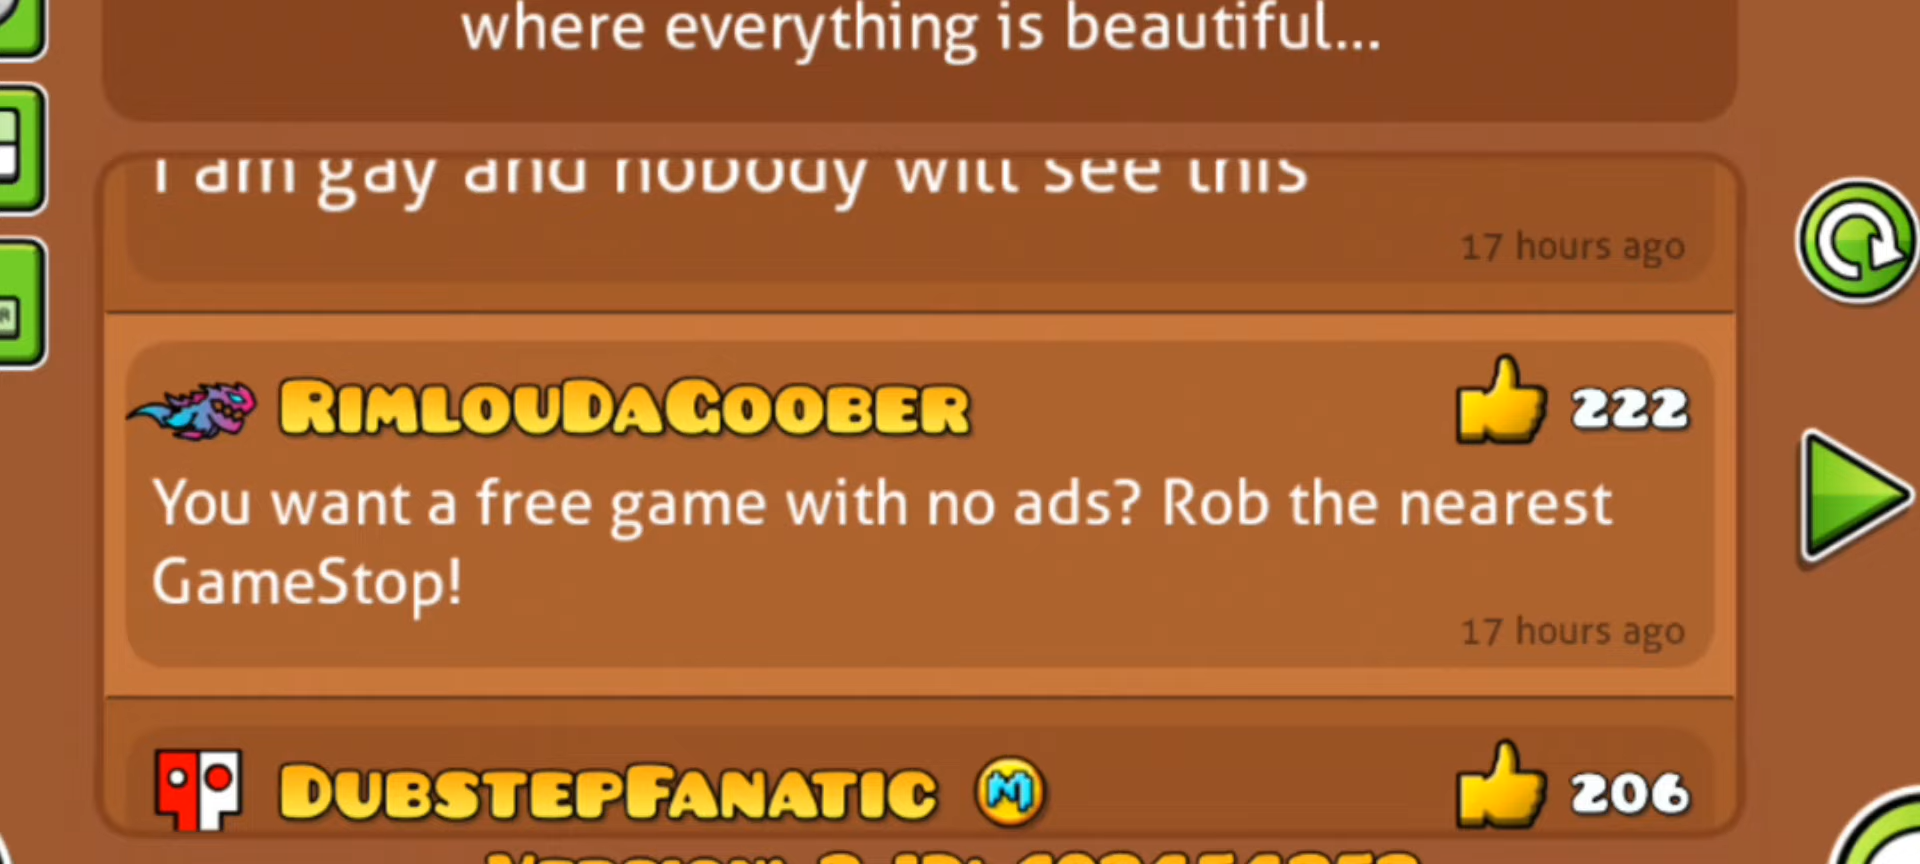 where everything is beautiful...
I am gay and nobody will see this
17 hours ago
RimlouDaGoober
222
You want a free game with no ads? Rob the nearest
GameStop!
17 hours ago
DubstepFanatic
M
206